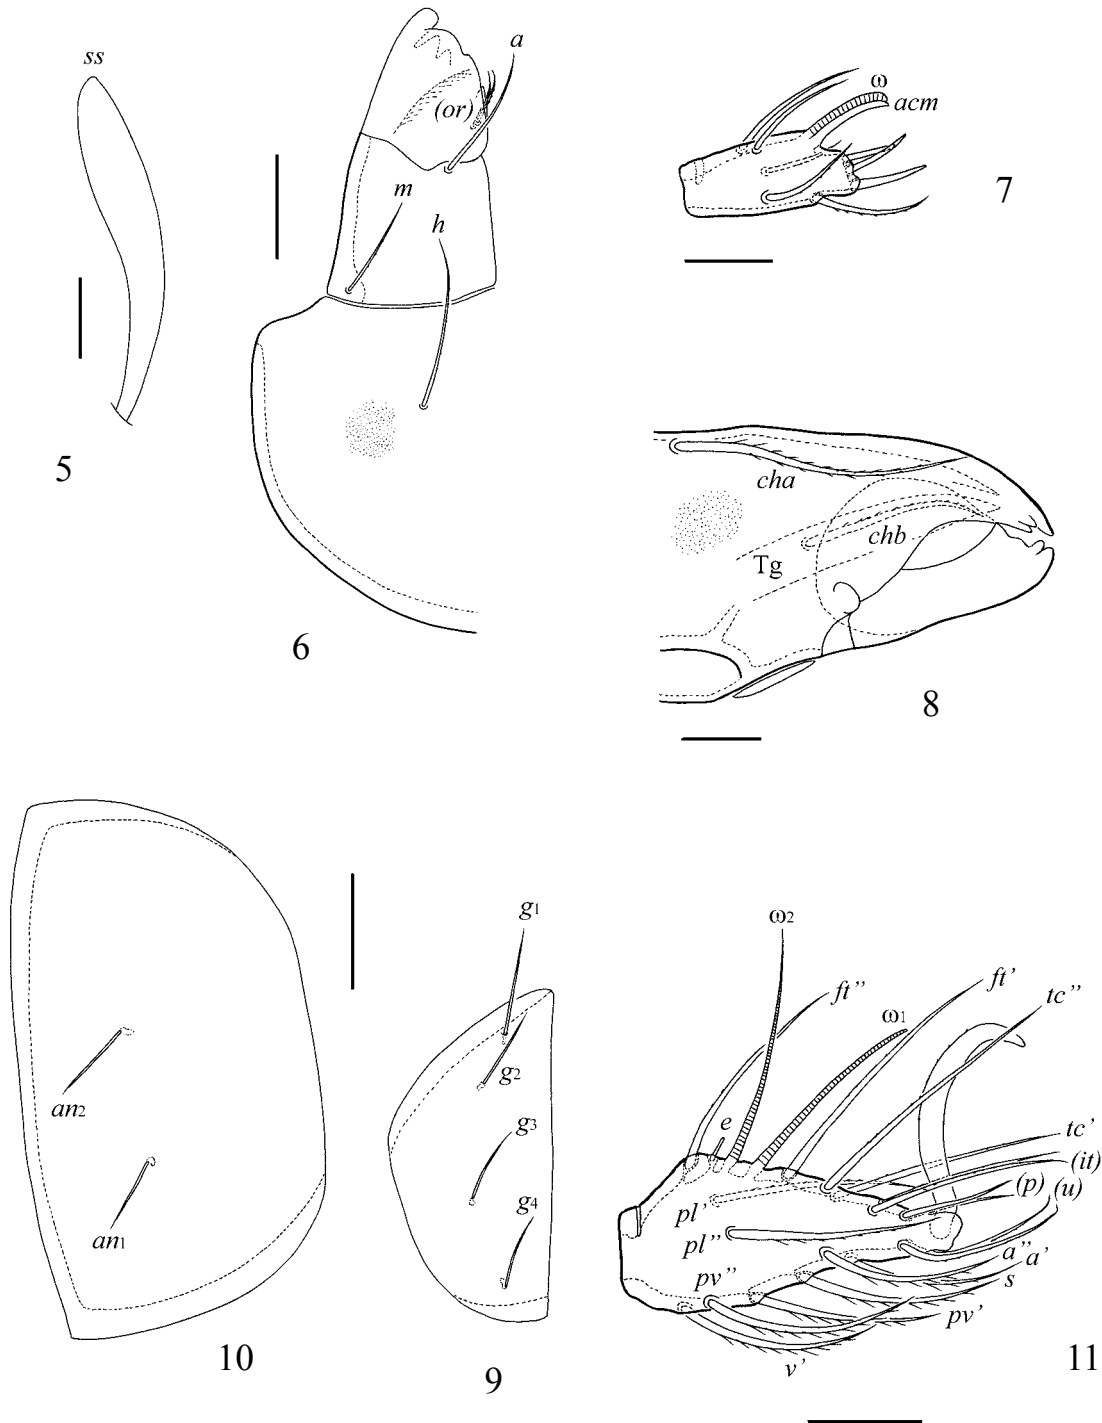 ss
a
(or)
m
h
5
6
ω
acm
7
cha
chb
Tg
8
an2
an1
10
g1
g2
g3
g4
9
ω2
ft”
ft’
tc”
ω1
e
tc’
(it)
(p)
(u)
pl’
pl”
a”
a’
pv”
s
pv’
v’
11